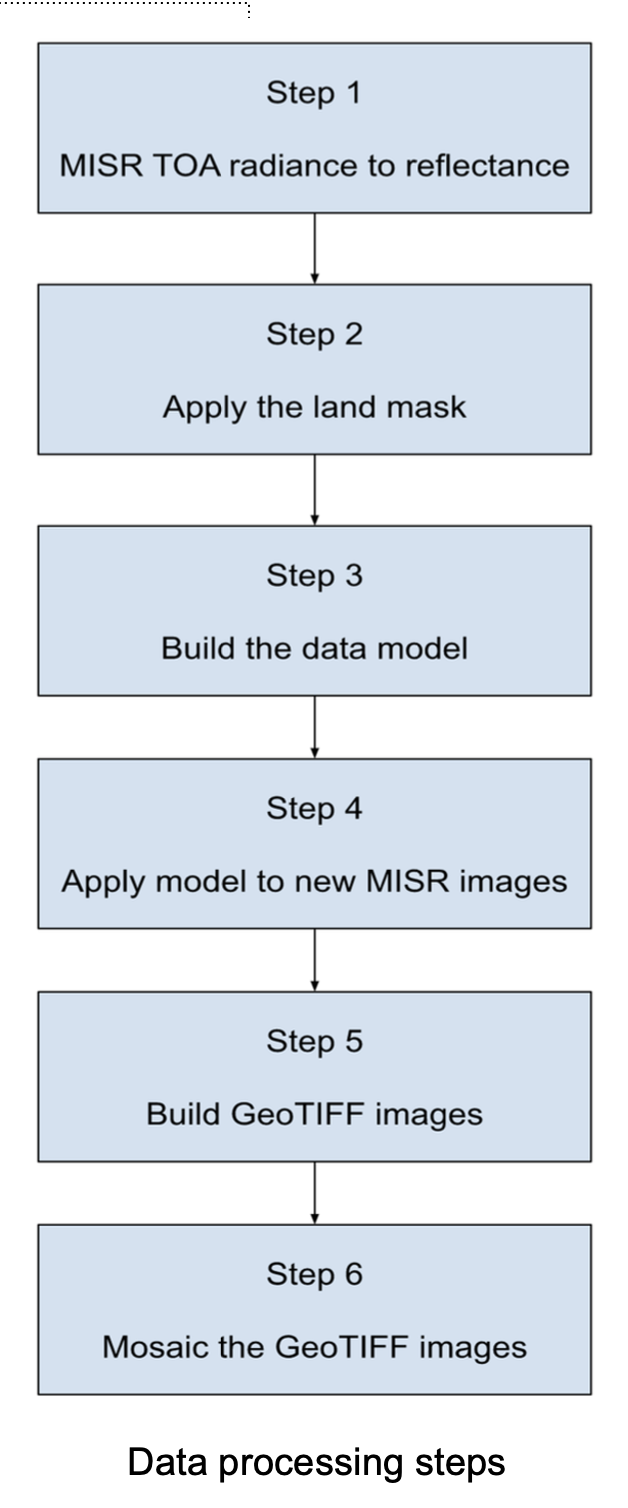 Step 1
MISR TOA radiance to reflectance
Step 2
Apply the land mask
Step 3
Build the data model
Step 4
Apply model to new MISR images
Step 5
Build GeoTIFF images
Step 6
Mosaic the GeoTIFF images
Data processing steps